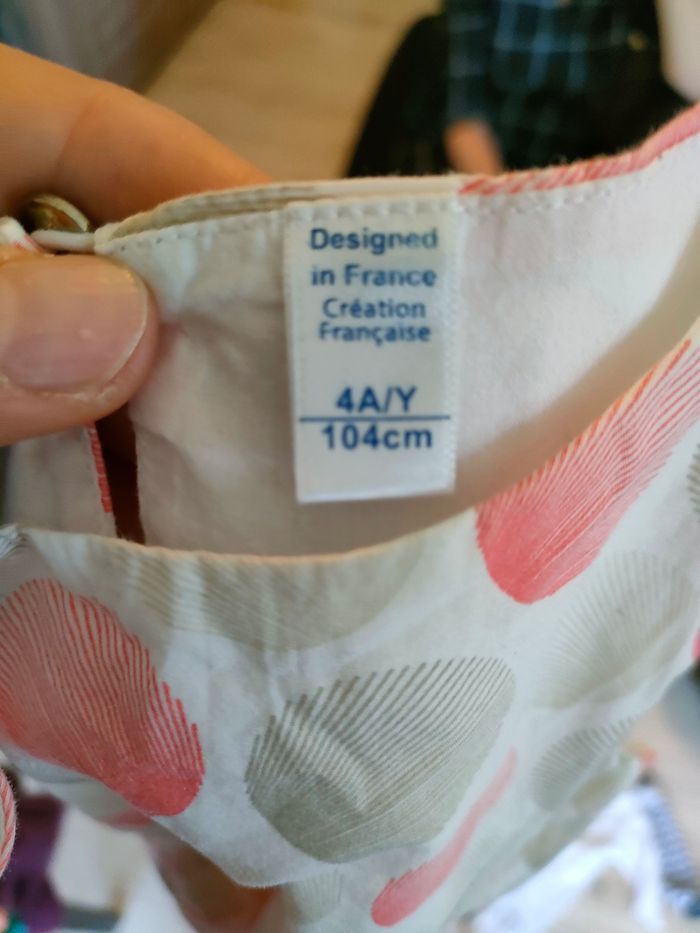 Designed
in France
Création
Française
4A/Y
104cm